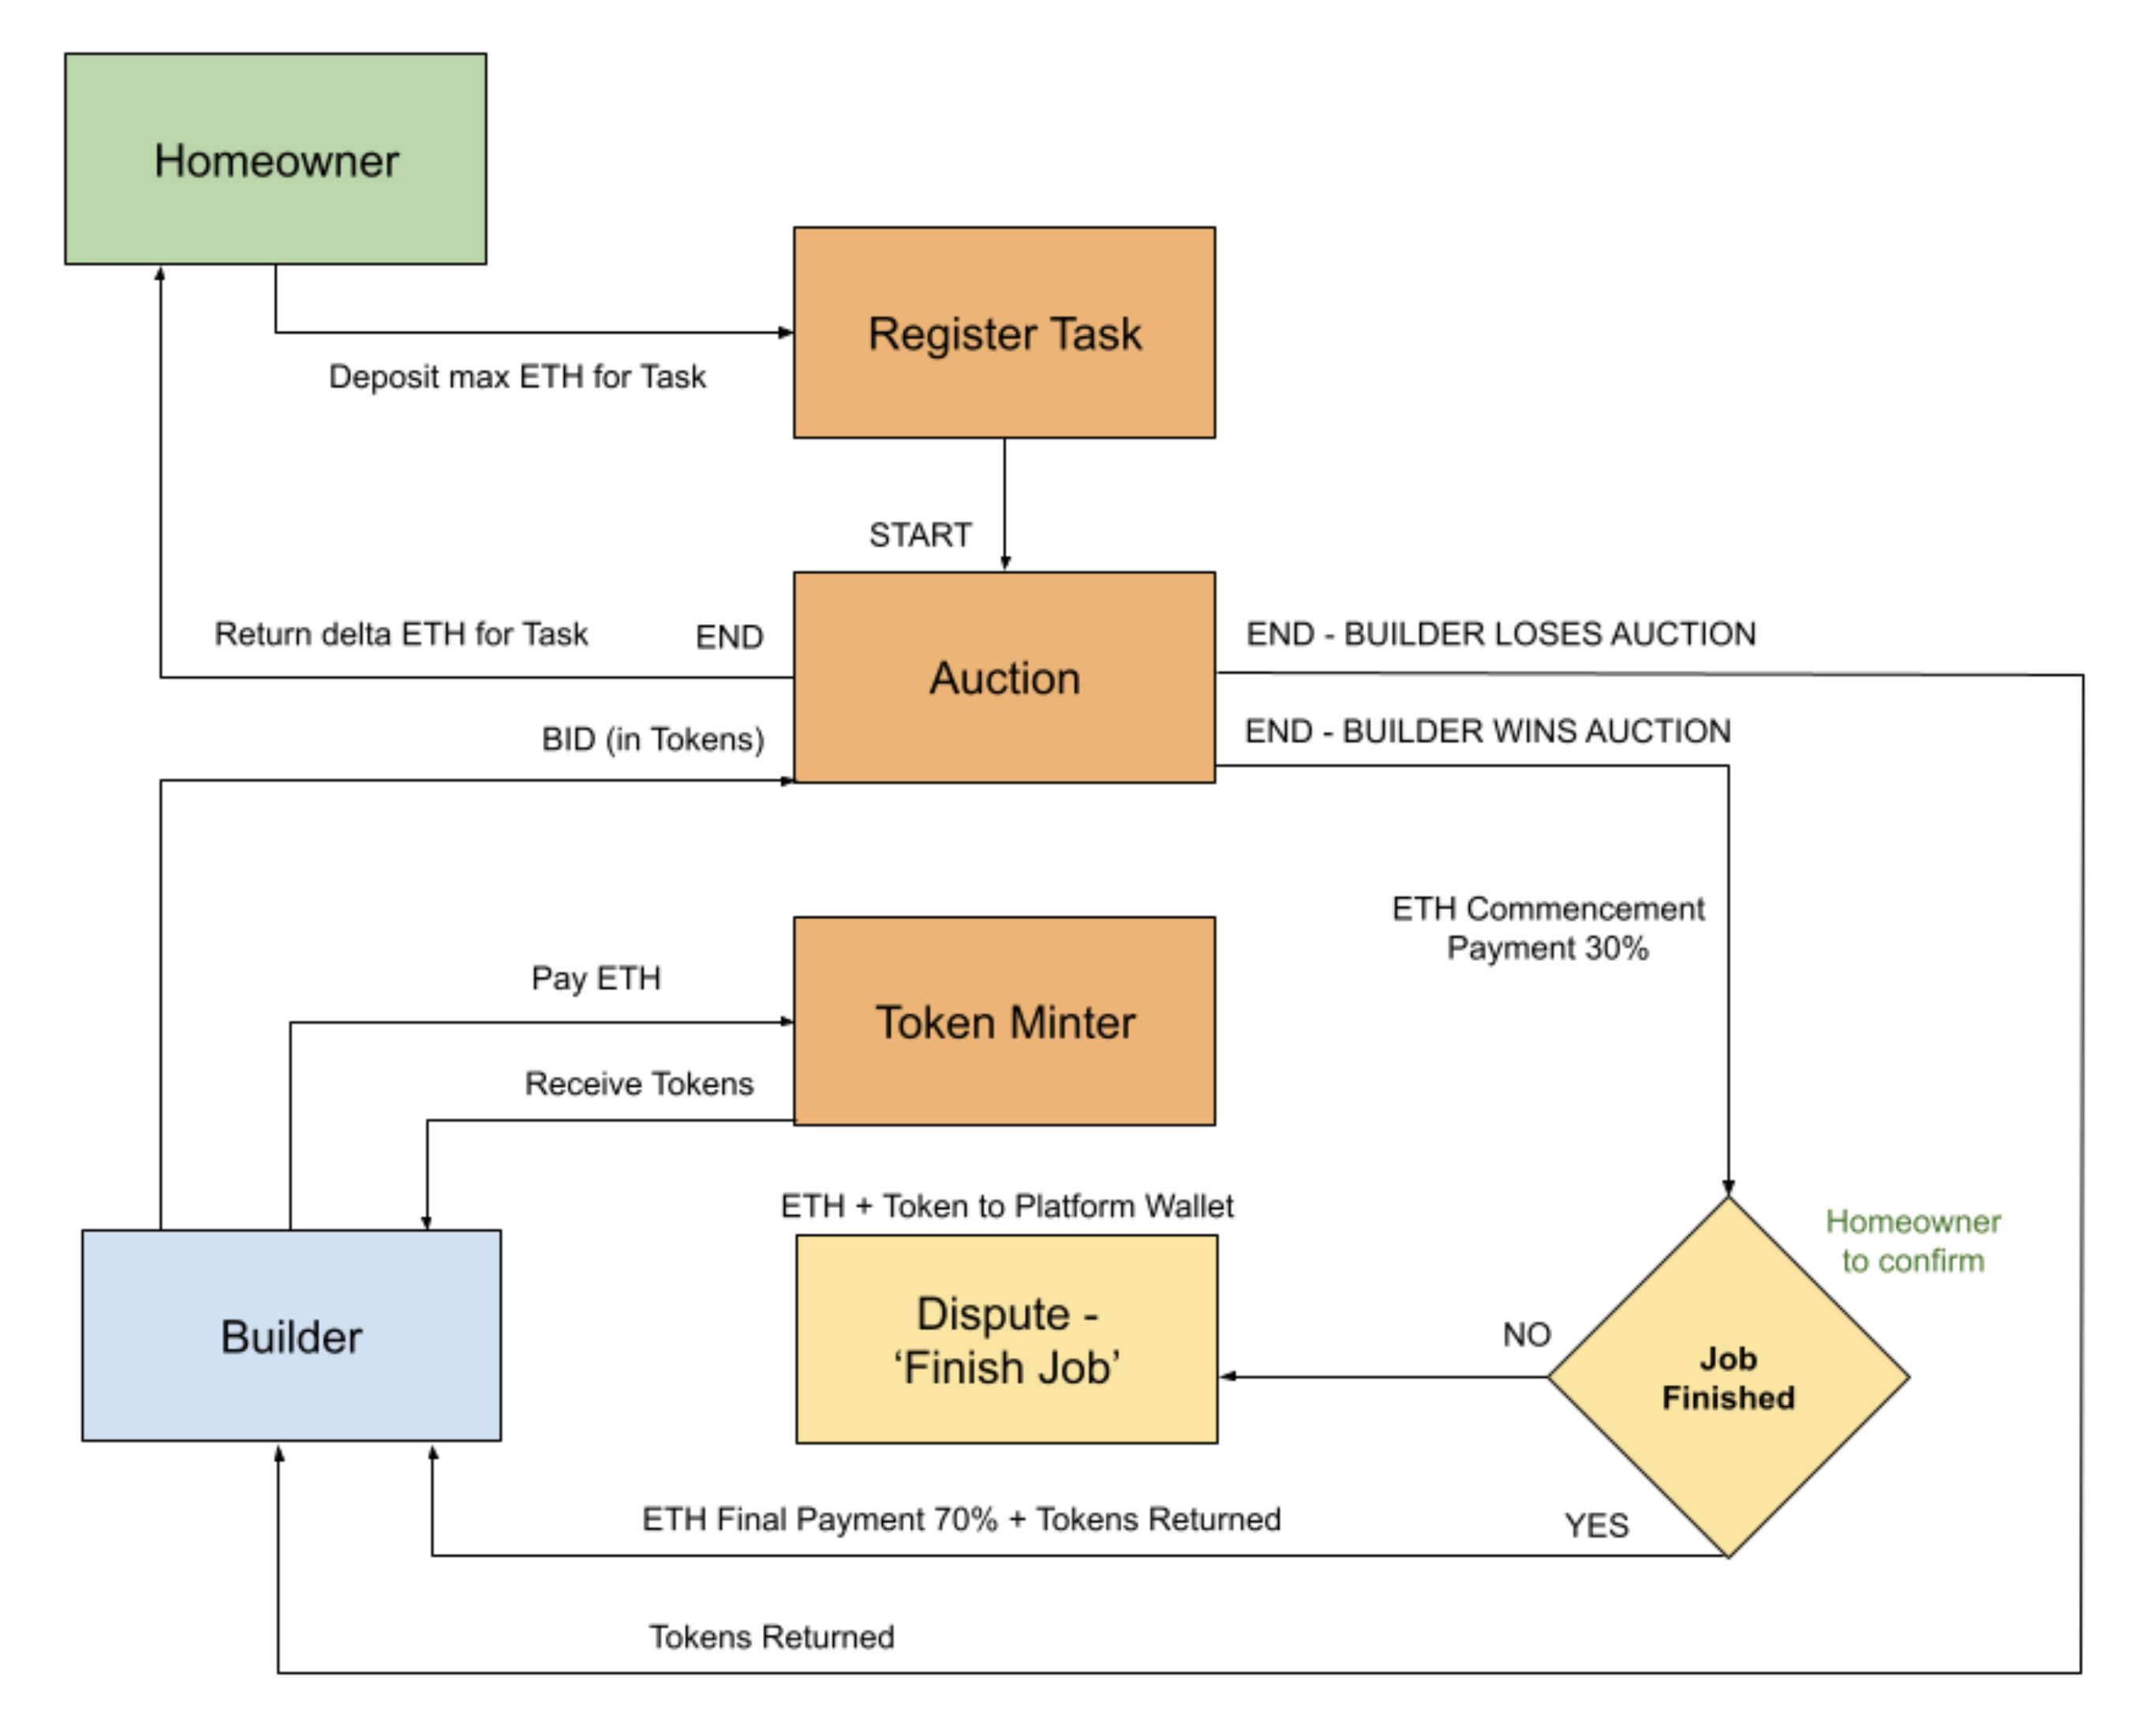 Homeowner
Register Task
Deposit max ETH for Task
START
Return delta ETH for Task
END
END - BUILDER LOSES AUCTION
Auction
BID (in Tokens)
END - BUILDER WINS AUCTION
ETH Commencement
Payment 30%
Pay ETH
Token Minter
Receive Tokens
ETH + Token to Platform Wallet
Homeowner
to confirm
Builder
Dispute -
‘Finish Job’
NO
Job
Finished
ETH Final Payment 70% + Tokens Returned
YES
Tokens Returned